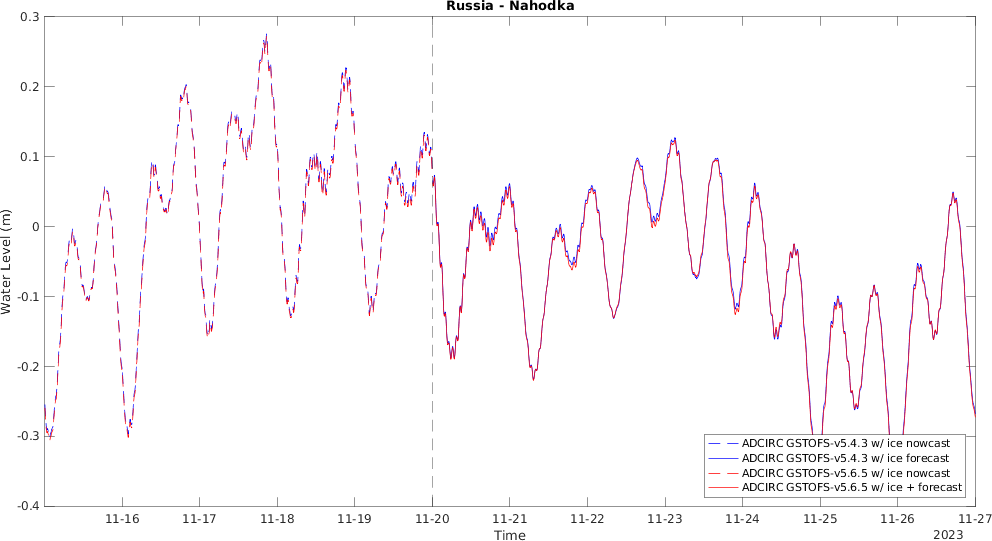 Russia - Nahodka
0.3
0.2
0.1
0
-0.1
-0.2
-0.3
-0.4
Water Level (m)
ADCIRC GSTOFS-v5.4.3 w/ ice nowcast
ADCIRC GSTOFS-v5.4.3 w/ ice forecast
ADCIRC GSTOFS-v5.6.5 w/ ice nowcast
ADCIRC GSTOFS-v5.6.5 w/ ice + forecast
11-16 11-17 11-18 11-19 11-20 11-21 11-22 11-23 11-24 11-25 11-26 11-27
Time
2023